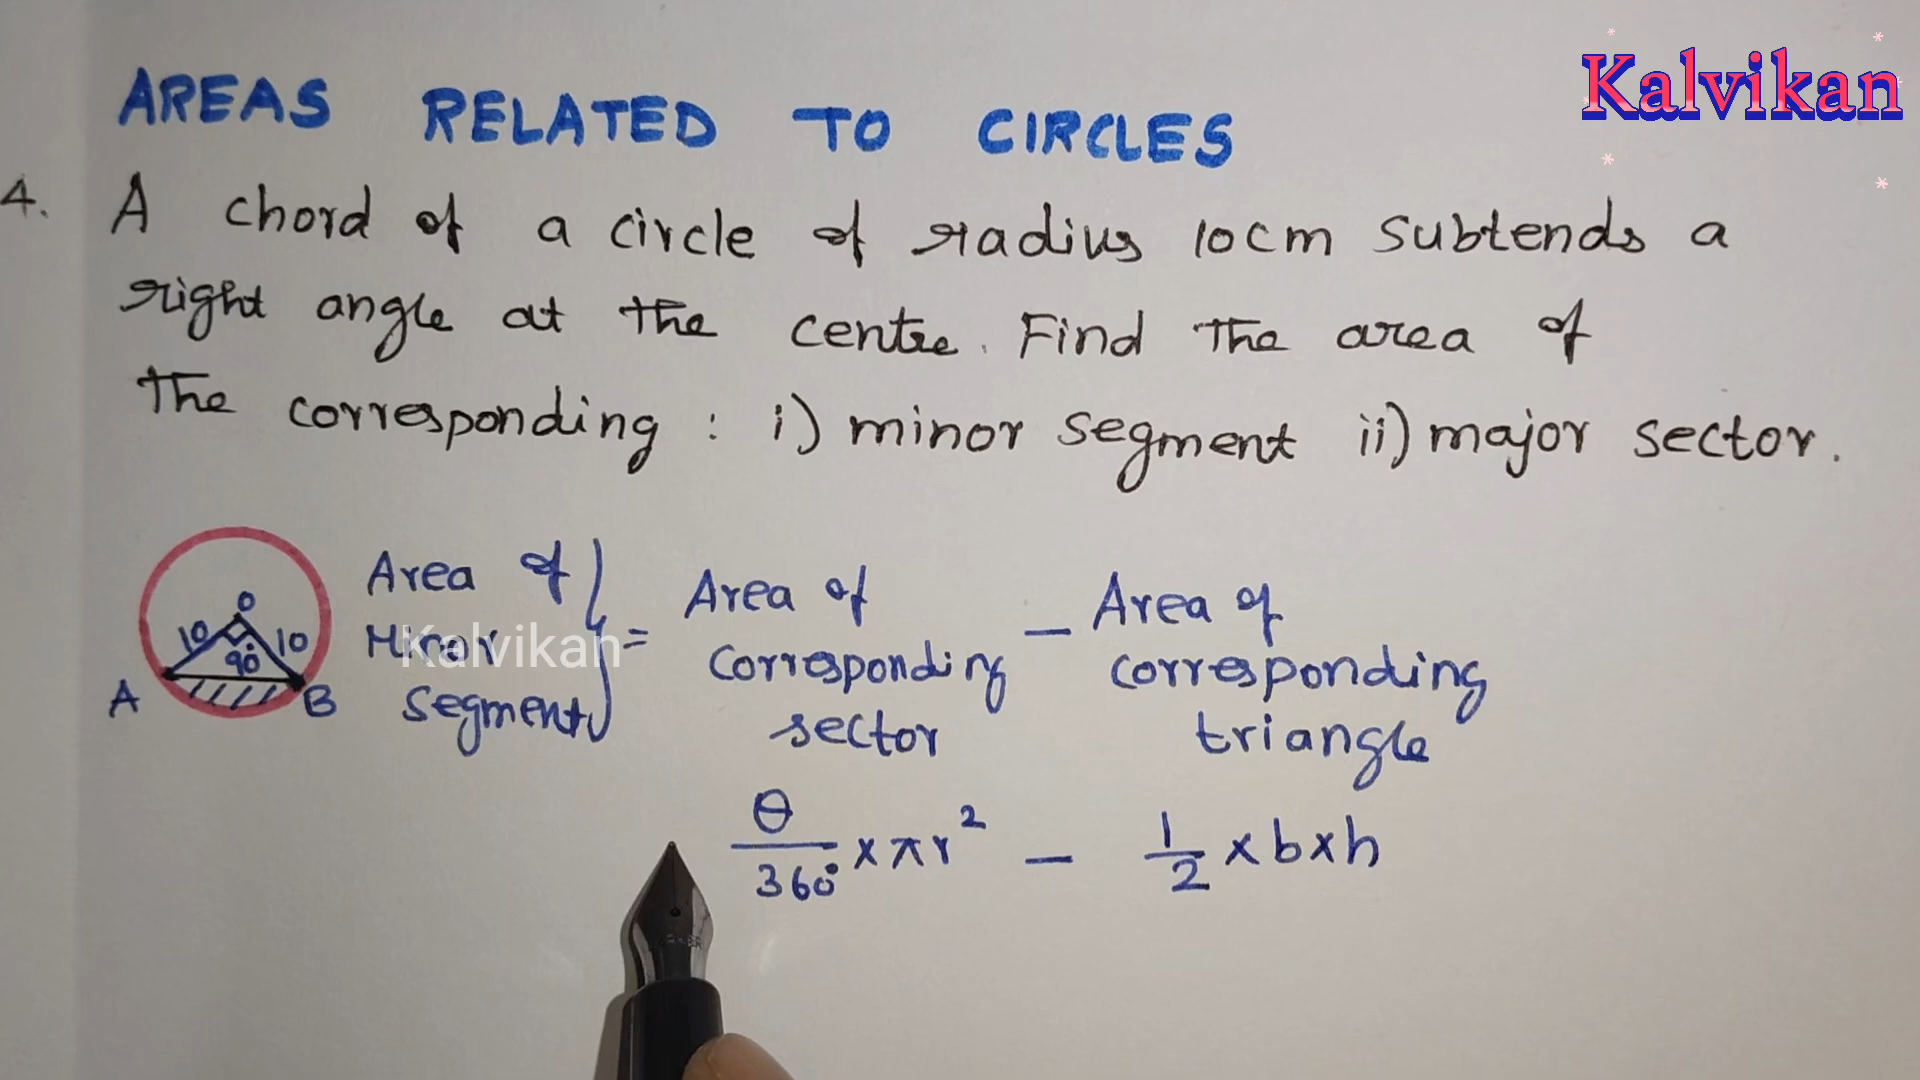 Kalvikan
AREAS RELATED TO CIRCLES
4. A chord of a circle of radius 10cm subtends a
right angle at the centre. Find the area of
the corresponding : i) minor segment ii) major sector.
Area of Minor segment } = Area of corresponding sector — Area of corresponding triangle
O
10 10
90°
A B
Kalvikan
θ/360° × πr² — 1/2 × b × h